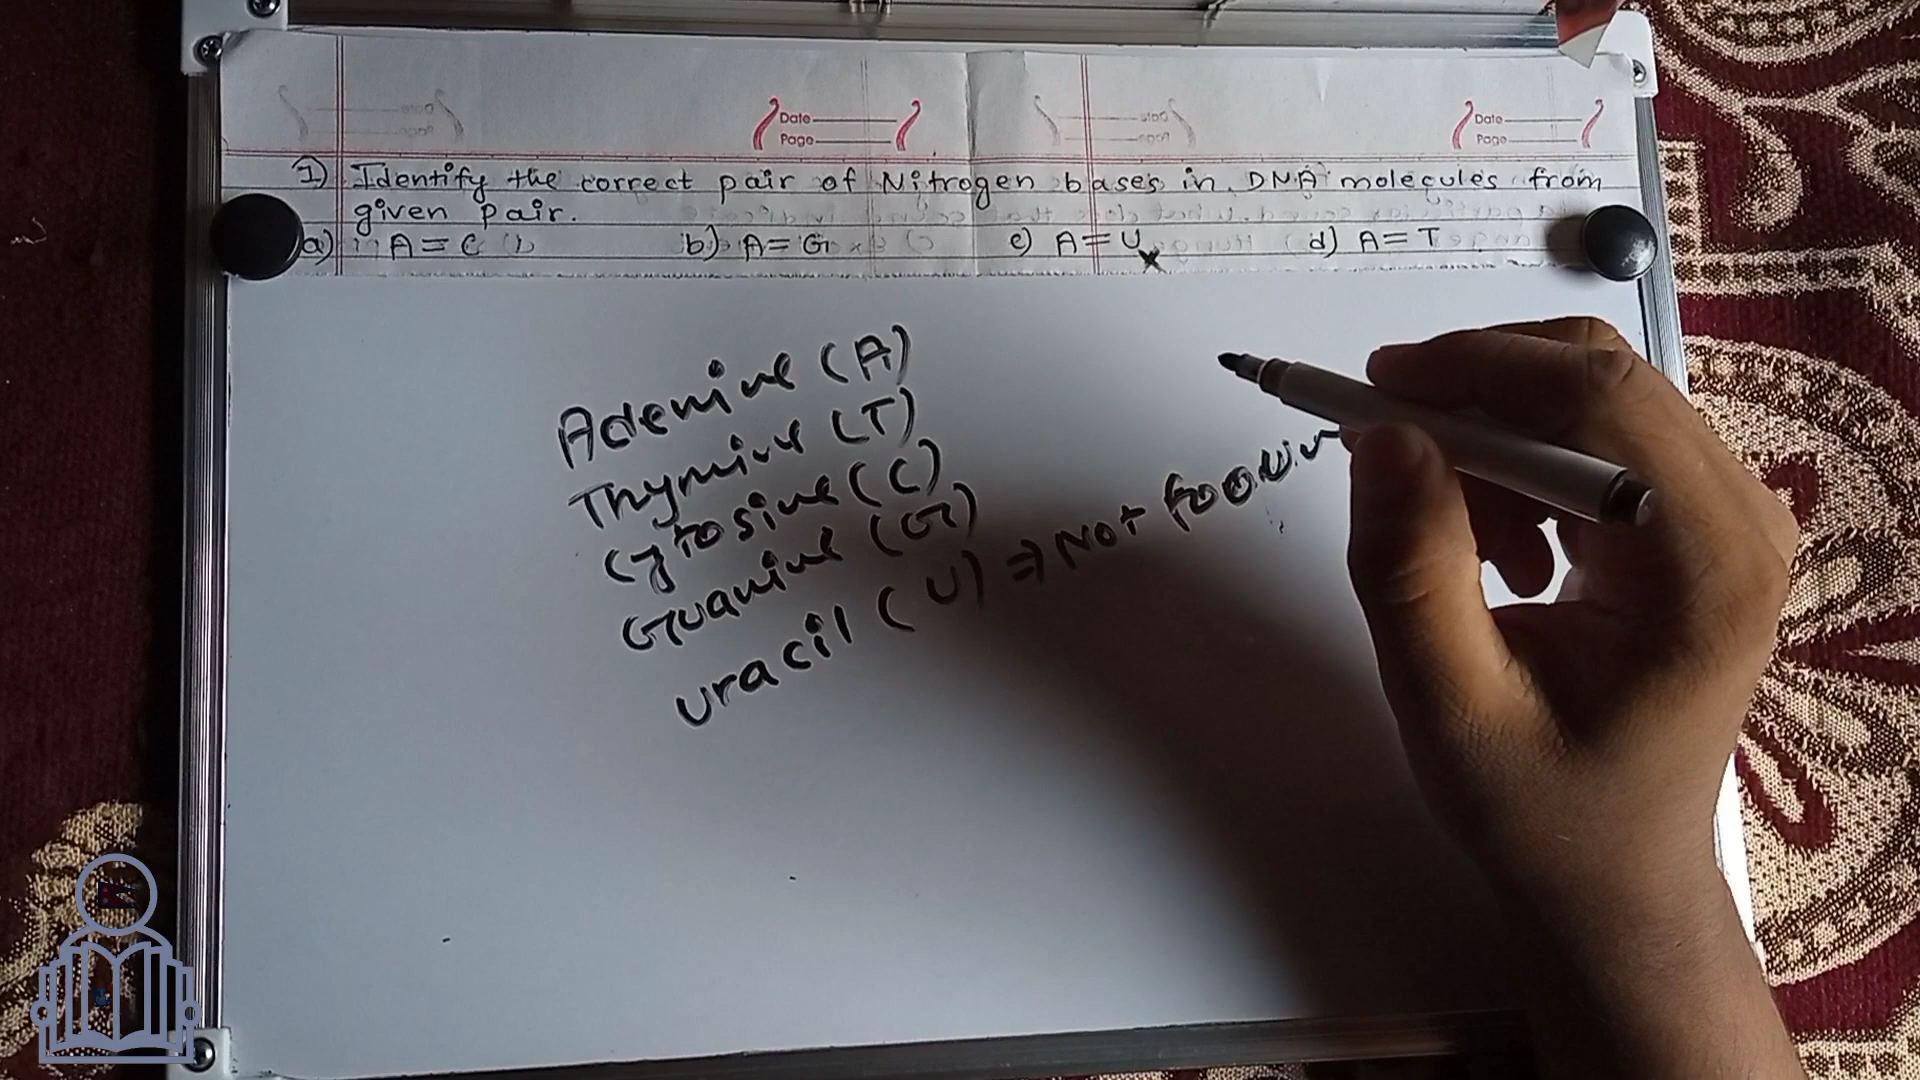 Date
Page
Date
Page
1) Identify the correct pair of Nitrogen bases in DNA molecules from
given pair.
a) A = C b) A = G c) A = U d) A = T
Adenine (A)
Thymine (T)
Cytosine (C)
Guanine (G)
Uracil (U) ⇒ Not